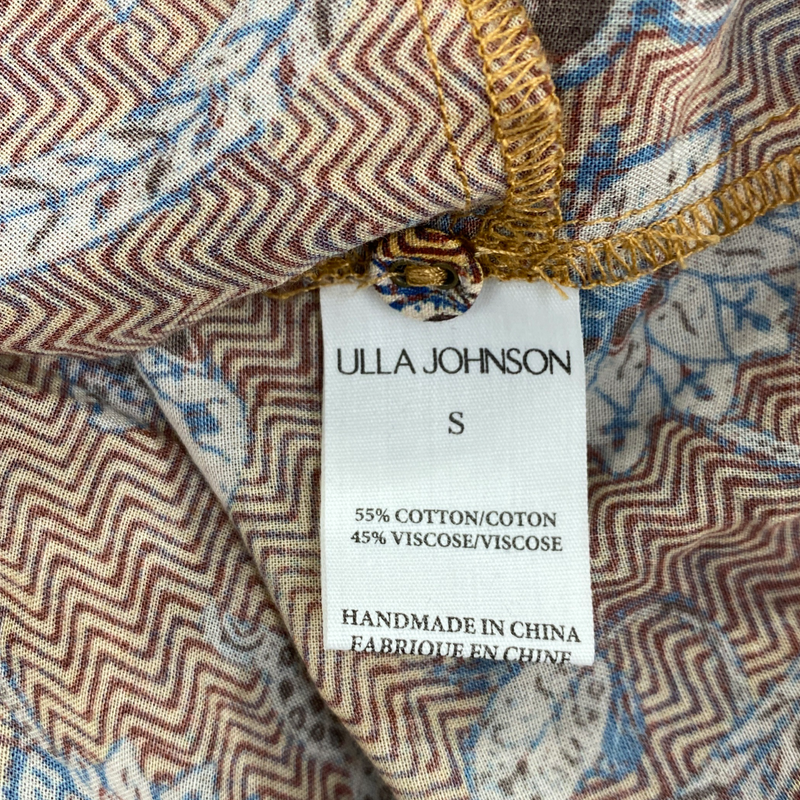 ULLA JOHNSON
S
55% COTTON/COTON
45% VISCOSE/VISCOSE
HANDMADE IN CHINA
FABRIQUE EN CHINE